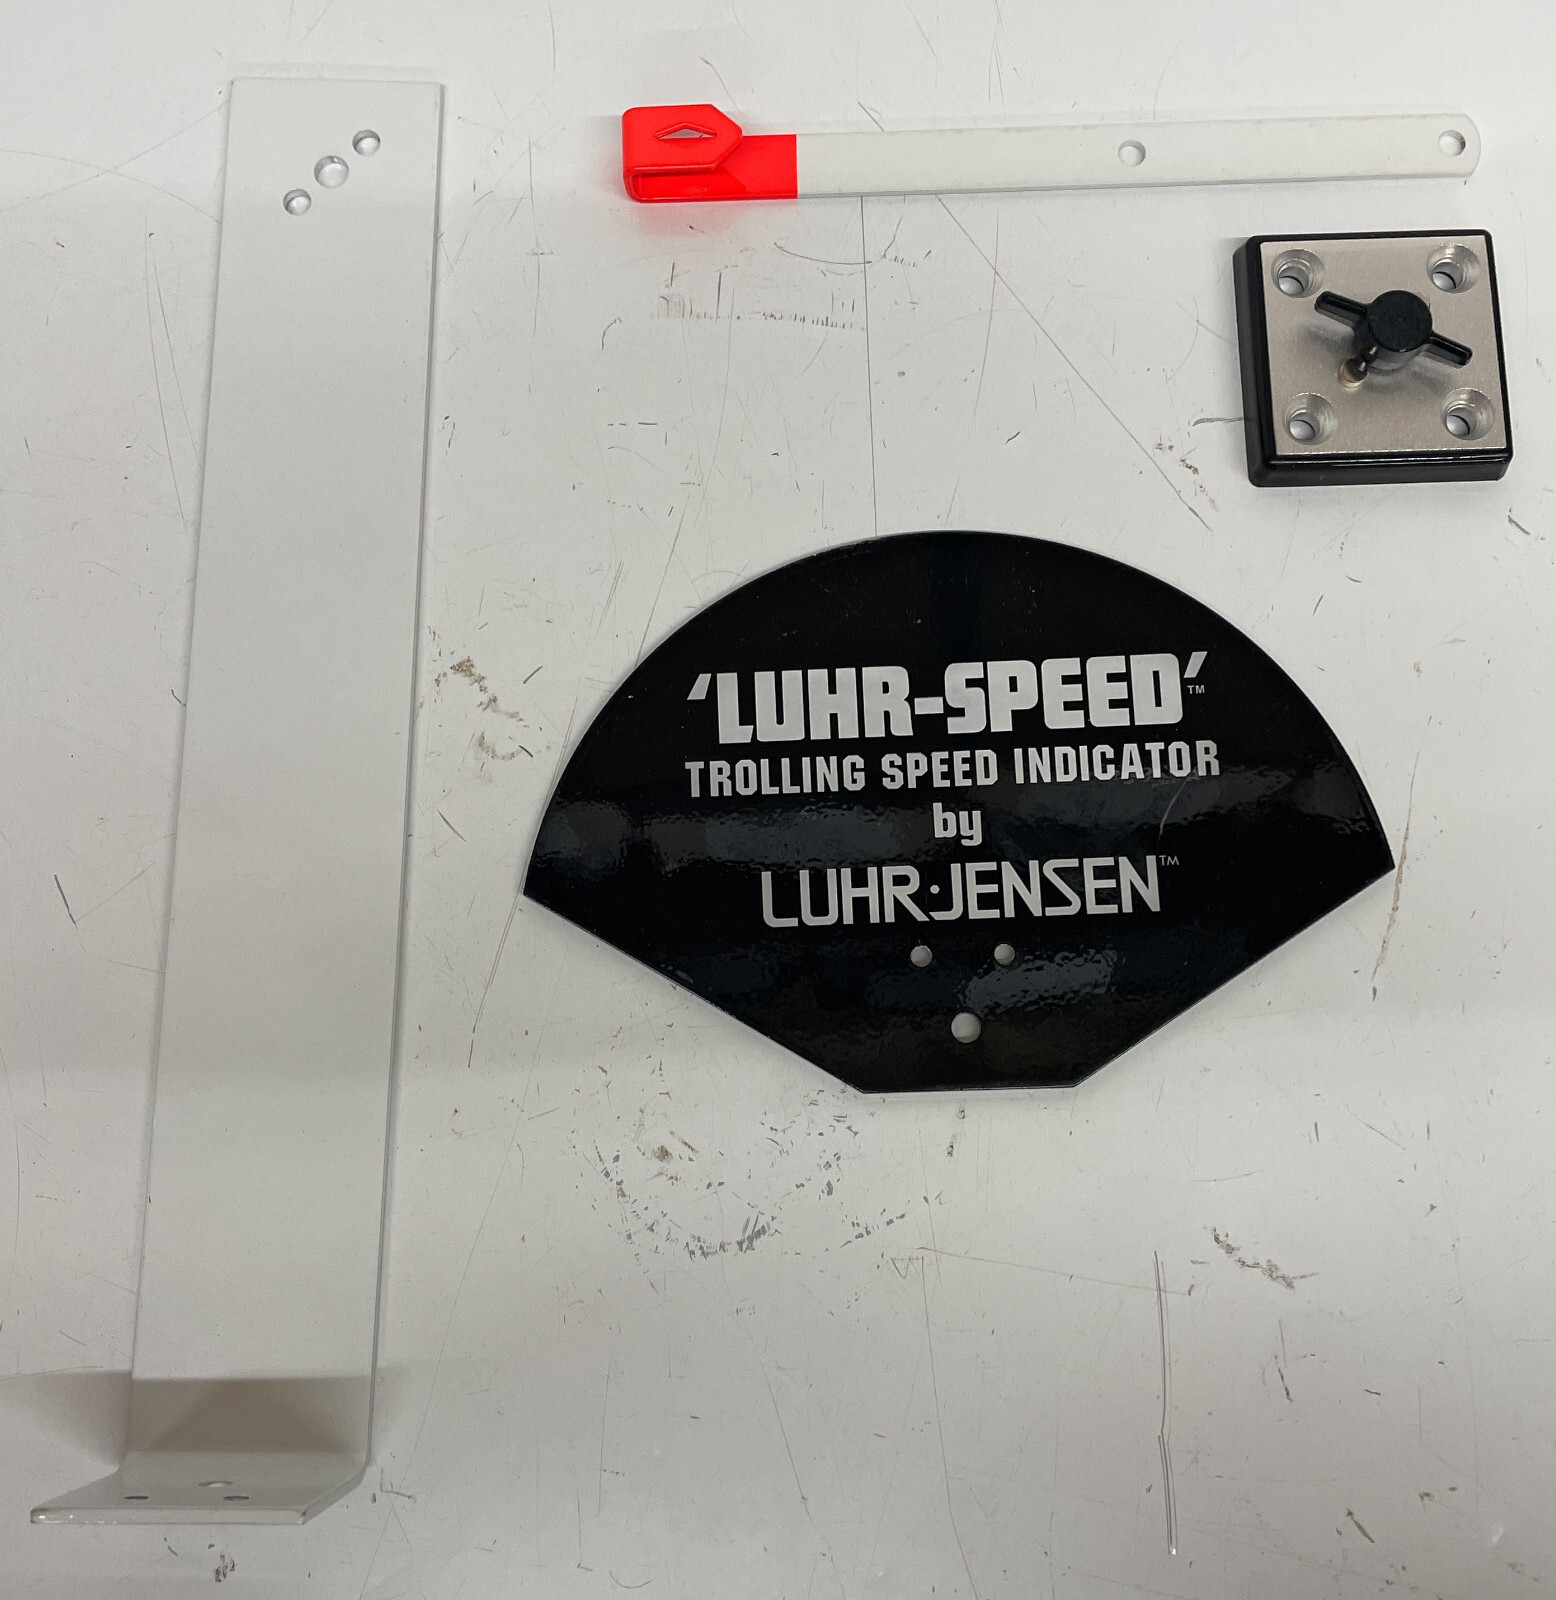 'LUHR-SPEED'™
TROLLING SPEED INDICATOR
by
LUHR·JENSEN™